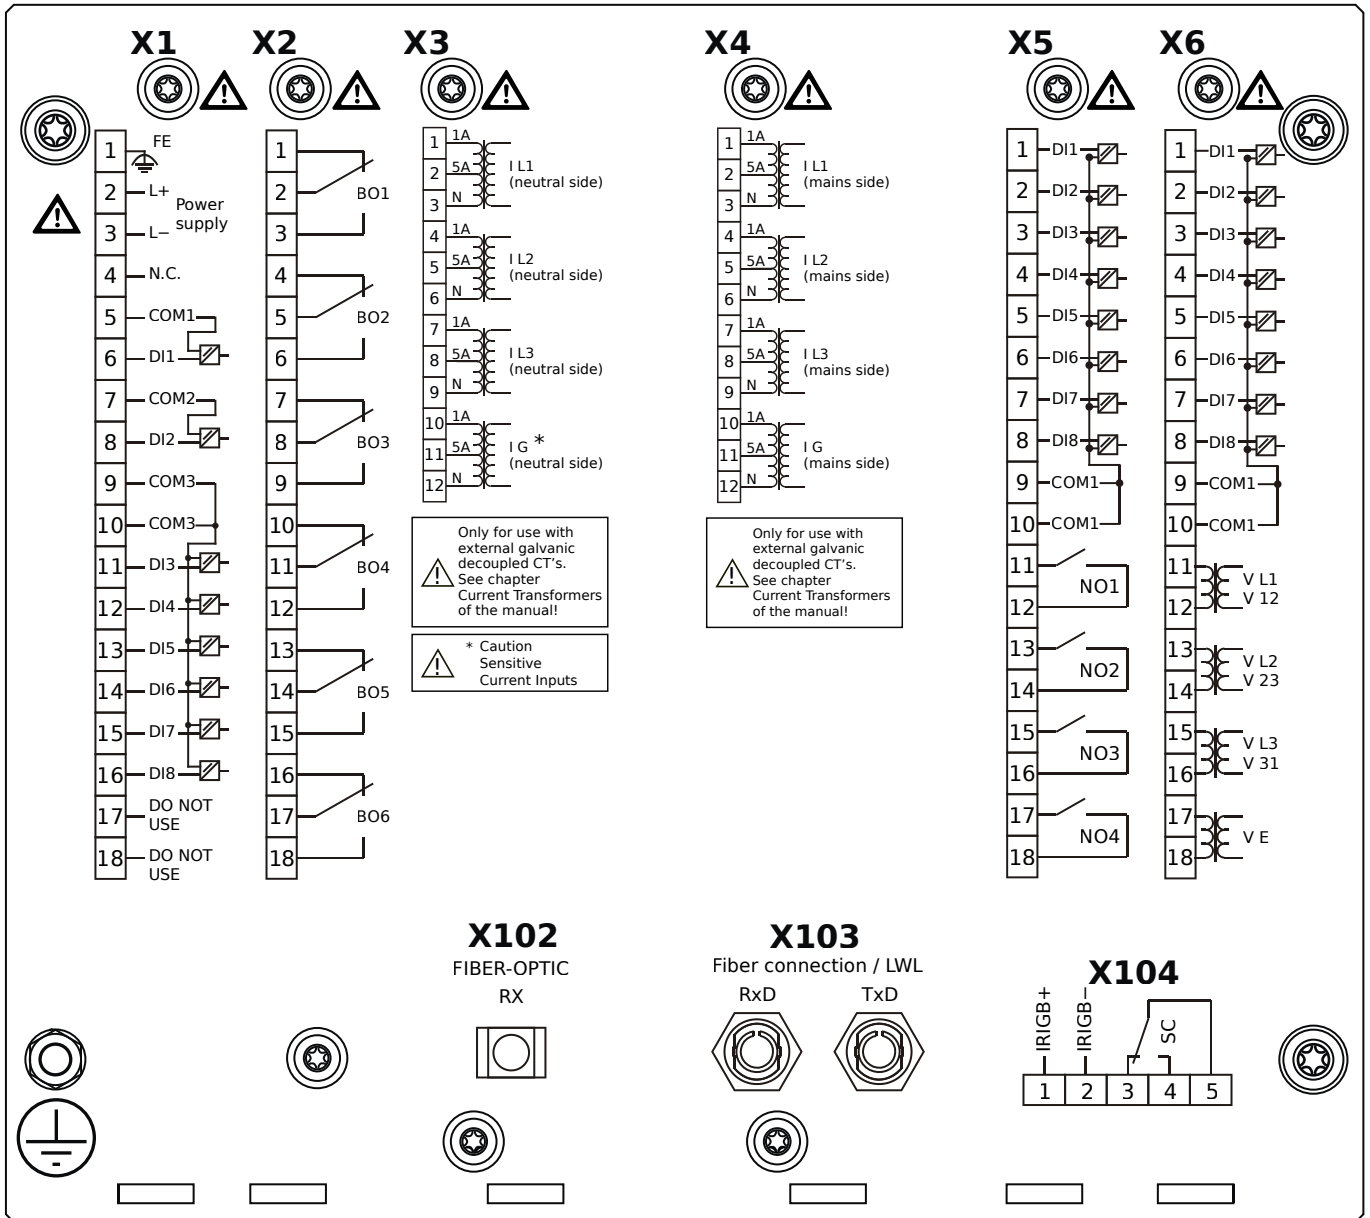 X1
1
FE
2
L+
3
L−
Power
supply
4
N.C.
5
COM1
6
DI1
7
COM2
8
DI2
9
COM3
10
COM3
11
DI3
12
DI4
13
DI5
14
DI6
15
DI7
16
DI8
17
DO NOT
USE
18
DO NOT
USE
X2
1
2
BO1
3
4
5
BO2
6
7
8
BO3
9
10
11
BO4
12
13
14
BO5
15
16
17
BO6
18
X3
1
1A
2
5A
3
N
I L1
(neutral side)
4
1A
5
5A
6
N
I L2
(neutral side)
7
1A
8
5A
9
N
I L3
(neutral side)
10
1A
11
5A
12
N
I G *
(neutral side)
Only for use with
external galvanic
decoupled CT’s.
See chapter
Current Transformers
of the manual!
* Caution
Sensitive
Current Inputs
X4
1
1A
2
5A
3
N
I L1
(mains side)
4
1A
5
5A
6
N
I L2
(mains side)
7
1A
8
5A
9
N
I L3
(mains side)
10
1A
11
5A
12
N
I G
(mains side)
Only for use with
external galvanic
decoupled CT’s.
See chapter
Current Transformers
of the manual!
X5
1
DI1
2
DI2
3
DI3
4
DI4
5
DI5
6
DI6
7
DI7
8
DI8
9
COM1
10
COM1
11
NO1
12
13
NO2
14
15
NO3
16
17
NO4
18
X6
1
DI1
2
DI2
3
DI3
4
DI4
5
DI5
6
DI6
7
DI7
8
DI8
9
COM1
10
COM1
11
12
V L1
V 12
13
14
V L2
V 23
15
16
V L3
V 31
17
18
V E
X102
FIBER-OPTIC
RX
X103
Fiber connection / LWL
RxD TxD
X104
IRIGB+
IRIGB−
SC
1 2 3 4 5